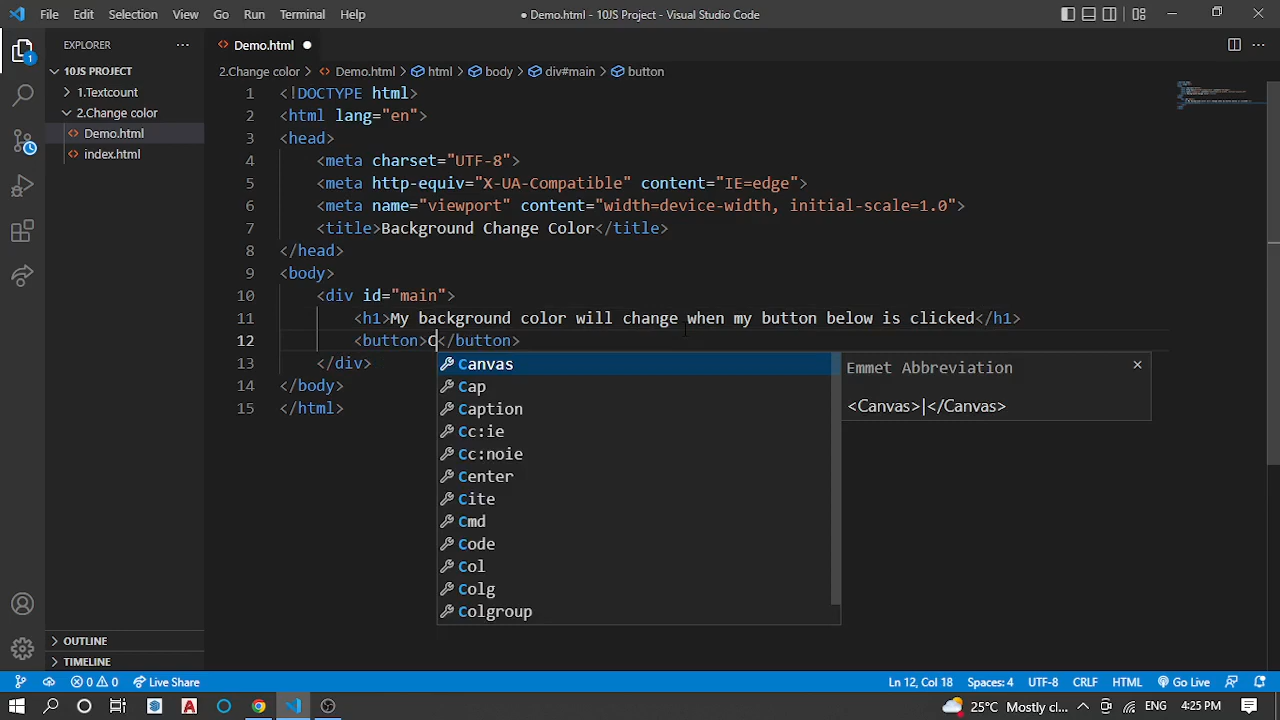 File Edit Selection View Go Run Terminal Help
● Demo.html - 10JS Project - Visual Studio Code
EXPLORER
10JS PROJECT
1.Textcount
2.Change color
Demo.html
index.html
OUTLINE
TIMELINE
1
Demo.html ●
2.Change color > Demo.html > html > body > div#main > button
1 <!DOCTYPE html>
2 <html lang="en">
3 <head>
4 <meta charset="UTF-8">
5 <meta http-equiv="X-UA-Compatible" content="IE=edge">
6 <meta name="viewport" content="width=device-width, initial-scale=1.0">
7 <title>Background Change Color</title>
8 </head>
9 <body>
10 <div id="main">
11 <h1>My background color will change when my button below is clicked</h1>
12 <button>C</button>
13 </div>
14 </body>
15 </html>
Canvas
Cap
Caption
Cc:ie
Cc:noie
Center
Cite
Cmd
Code
Col
Colg
Colgroup
Emmet Abbreviation
<Canvas>|</Canvas>
0 0 Live Share
Ln 12, Col 18 Spaces: 4 UTF-8 CRLF HTML Go Live
25°C Mostly cl... ENG 4:25 PM